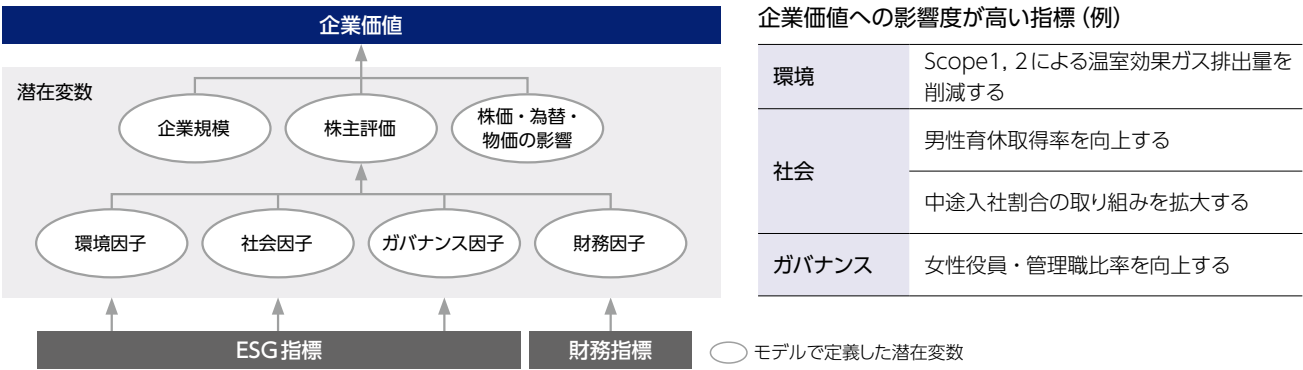 企業価値
潜在変数
企業規模
株主評価
株価・為替・
物価の影響
環境因子
社会因子
ガバナンス因子
財務因子
ESG指標
財務指標
モデルで定義した潜在変数
企業価値への影響度が高い指標（例）
環境
Scope1, 2による温室効果ガス排出量を
削減する
社会
男性育休取得率を向上する
中途入社割合の取り組みを拡大する
ガバナンス
女性役員・管理職比率を向上する